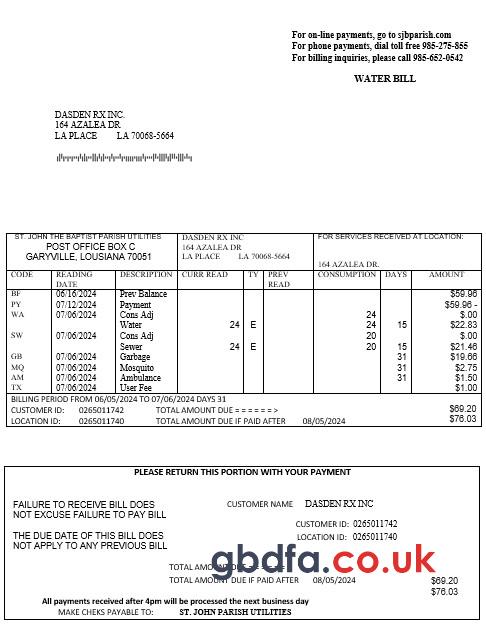 For on-line payments, go to sjbparish.com
For phone payments, dial toll free 985-275-855
For billing inquiries, please call 985-652-0542
WATER BILL
DASDEN RX INC.
164 AZALEA DR
LA PLACE LA 70068-5664
ST. JOHN THE BAPTIST PARISH UTILITIES
POST OFFICE BOX C
GARYVILLE, LOUSIANA 70051
DASDEN RX INC
164 AZALEA DR
LA PLACE LA 70068-5664
FOR SERVICES RECEIVED AT LOCATION:
164 AZALEA DR.
CODE READING DATE DESCRIPTION CURR READ TY PREV READ CONSUMPTION DAYS AMOUNT
BF 06/16/2024 Prev Balance $59.96
PY 07/12/2024 Payment $59.96 -
WA 07/06/2024 Cons Adj 24 $.00
Water 24 E 24 15 $22.83
SW 07/06/2024 Cons Adj 20 $.00
Sewer 24 E 20 15 $21.46
GB 07/06/2024 Garbage 31 $19.66
MQ 07/06/2024 Mosquito 31 $2.75
AM 07/06/2024 Ambulance 31 $1.50
TX 07/06/2024 User Fee $1.00
BILLING PERIOD FROM 06/05/2024 TO 07/06/2024 DAYS 31
CUSTOMER ID: 0265011742 TOTAL AMOUNT DUE = = = = = = > $69.20
LOCATION ID: 0265011740 TOTAL AMOUNT DUE IF PAID AFTER 08/05/2024 $76.03
PLEASE RETURN THIS PORTION WITH YOUR PAYMENT
FAILURE TO RECEIVE BILL DOES
NOT EXCUSE FAILURE TO PAY BILL
CUSTOMER NAME DASDEN RX INC
CUSTOMER ID: 0265011742
LOCATION ID: 0265011740
THE DUE DATE OF THIS BILL DOES
NOT APPLY TO ANY PREVIOUS BILL
gbdfa.co.uk
TOTAL AMOUNT DUE = = = = =
TOTAL AMOUNT DUE IF PAID AFTER 08/05/2024 $69.20
$76.03
All payments received after 4pm will be processed the next business day
MAKE CHEKS PAYABLE TO: ST. JOHN PARISH UTILITIES